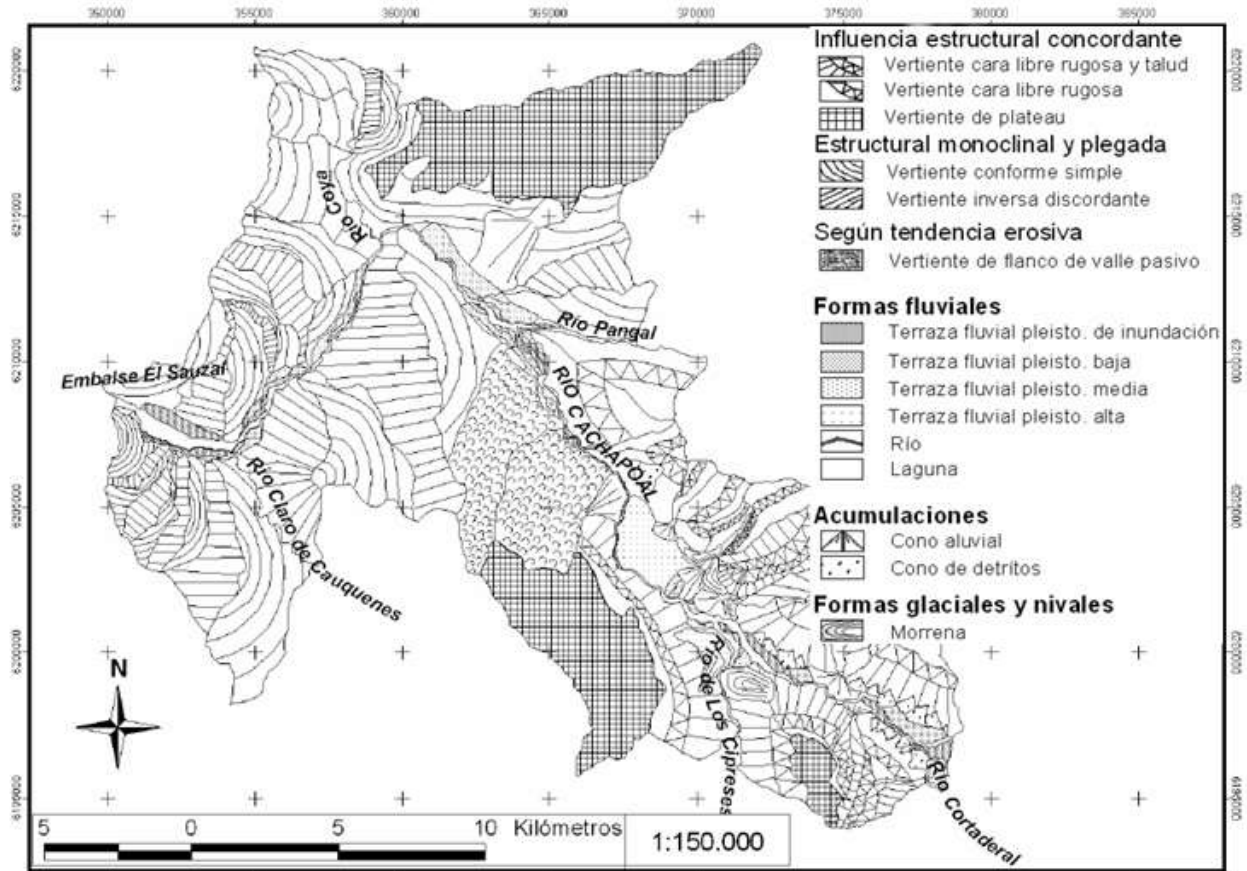 350000 355000 360000 365000 370000 375000 380000 385000
Influencia estructural concordante
Vertiente cara libre rugosa y talud
Vertiente cara libre rugosa
Vertiente de plateau
Estructural monoclinal y plegada
Vertiente conforme simple
Vertiente inversa discordante
Según tendencia erosiva
Vertiente de flanco de valle pasivo
Formas fluviales
Terraza fluvial pleisto. de inundación
Terraza fluvial pleisto. baja
Terraza fluvial pleisto. media
Terraza fluvial pleisto. alta
Río
Laguna
Acumulaciones
Cono aluvial
Cono de detritos
Formas glaciales y nivales
Morrena
Río Coya
Río Pangal
Embalse El Sauzal
RÍO CACHAPOAL
Río Claro de Cauquenes
Río de Los Cipreses
Río Cortaderal
N
5 0 5 10 Kilómetros
1:150.000